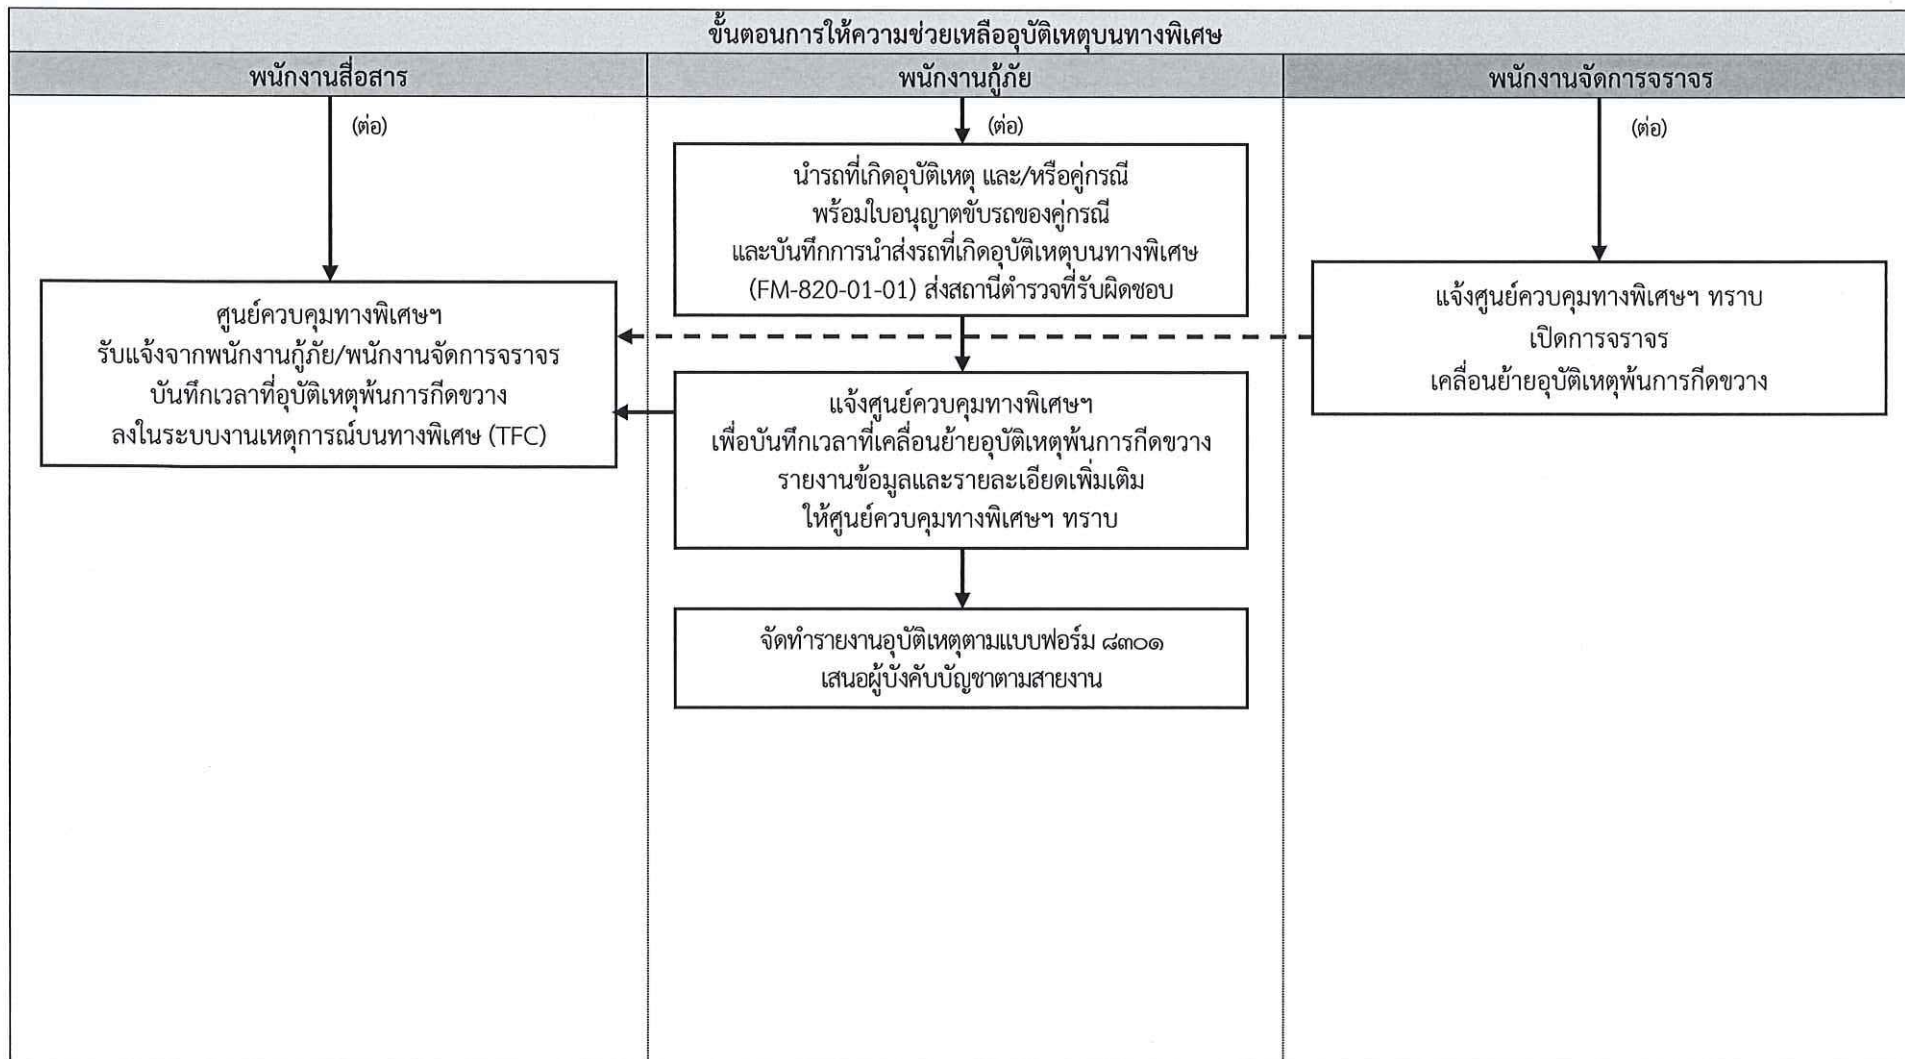 ขั้นตอนการให้ความช่วยเหลืออุบัติเหตุบนทางพิเศษ
พนักงานสื่อสาร
พนักงานกู้ภัย
พนักงานจัดการจราจร
(ต่อ)
(ต่อ)
(ต่อ)
ศูนย์ควบคุมทางพิเศษฯ
รับแจ้งจากพนักงานกู้ภัย/พนักงานจัดการจราจร
บันทึกเวลาที่อุบัติเหตุพ้นการกีดขวาง
ลงในระบบงานเหตุการณ์บนทางพิเศษ (TFC)
นำรถที่เกิดอุบัติเหตุ และ/หรือคู่กรณี
พร้อมใบอนุญาตขับรถของคู่กรณี
และบันทึกการนำส่งรถที่เกิดอุบัติเหตุบนทางพิเศษ
(FM-820-01-01) ส่งสถานีตำรวจที่รับผิดชอบ
แจ้งศูนย์ควบคุมทางพิเศษฯ
เพื่อบันทึกเวลาที่เคลื่อนย้ายอุบัติเหตุพ้นการกีดขวาง
รายงานข้อมูลและรายละเอียดเพิ่มเติม
ให้ศูนย์ควบคุมทางพิเศษฯ ทราบ
จัดทำรายงานอุบัติเหตุตามแบบฟอร์ม ๘๓๐๑
เสนอผู้บังคับบัญชาตามสายงาน
แจ้งศูนย์ควบคุมทางพิเศษฯ ทราบ
เปิดการจราจร
เคลื่อนย้ายอุบัติเหตุพ้นการกีดขวาง